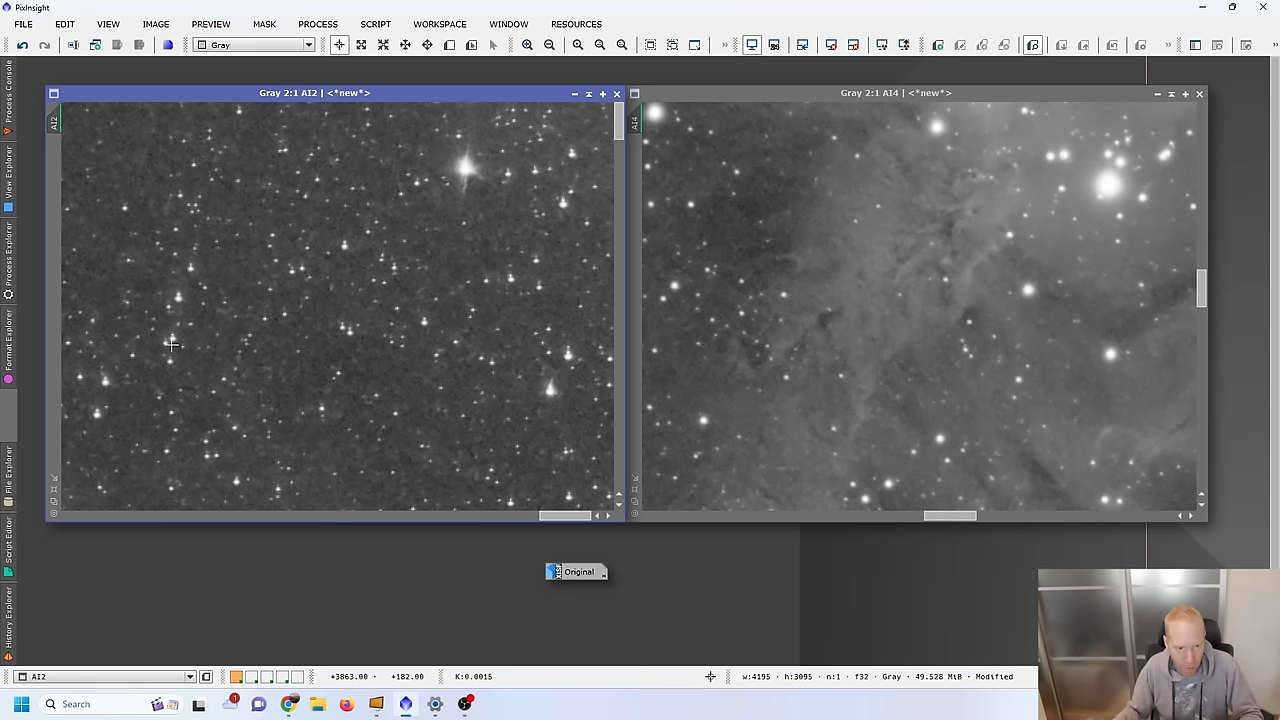 PixInsight
FILE EDIT VIEW IMAGE PREVIEW MASK PROCESS SCRIPT WORKSPACE WINDOW RESOURCES
Gray
Process Console
View Explorer
Process Explorer
Format Explorer
File Explorer
Script Editor
History Explorer
Gray 2:1 AI2 | <*new*>
AI2
Gray 2:1 AI4 | <*new*>
AI4
Original
AI2
+3863.00 · +182.00 K:0.0015
w:4195 · h:3095 · n:1 · f32 · Gray · 49.528 MiB · Modified
Search
1